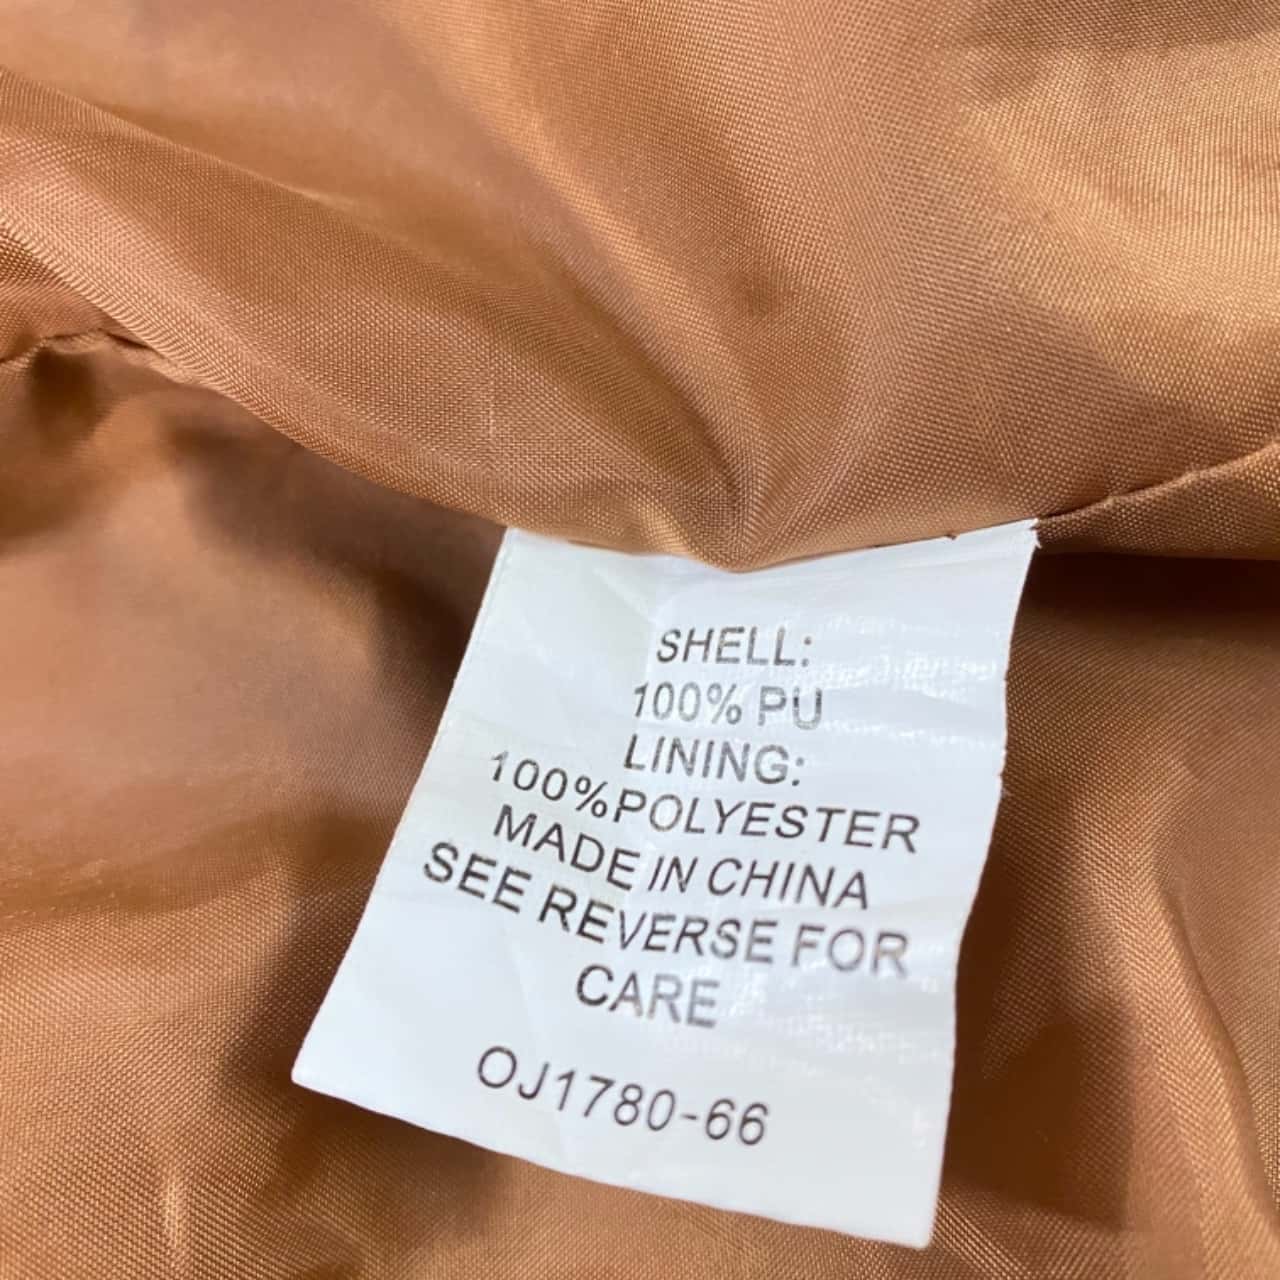 SHELL:
100% PU
LINING:
100%POLYESTER
MADE IN CHINA
SEE REVERSE FOR
CARE
OJ1780-66